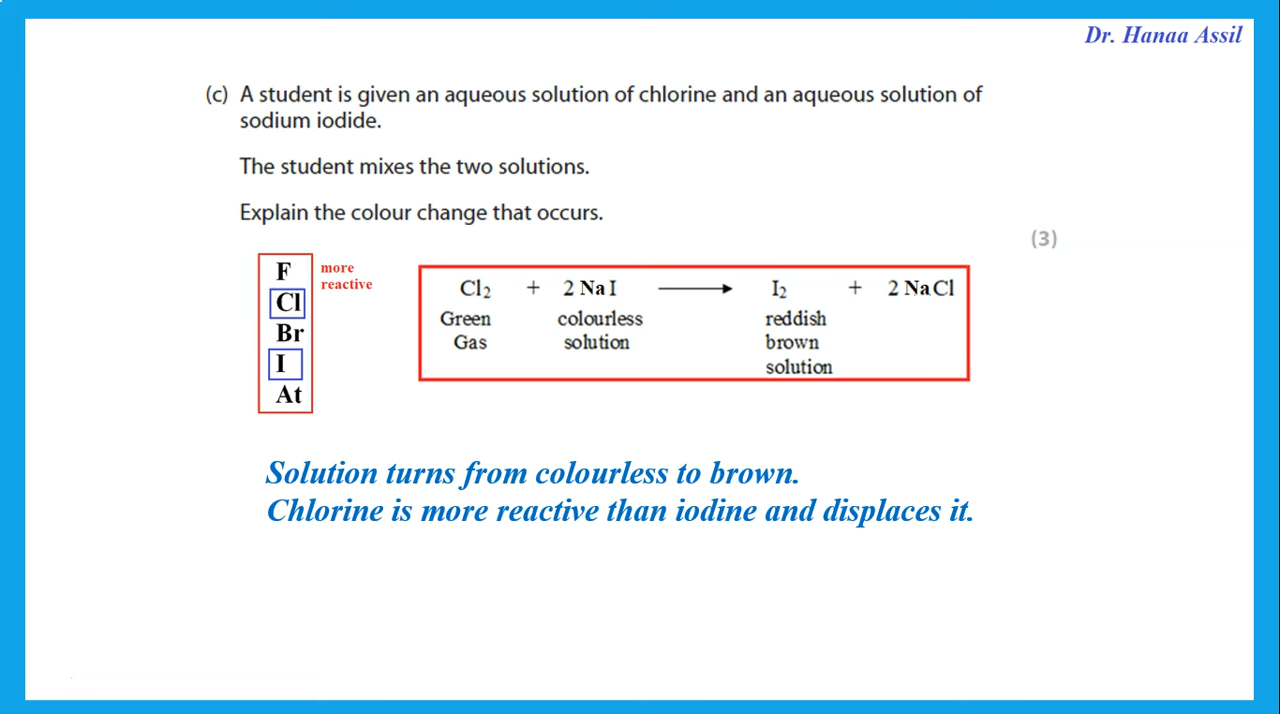 Dr. Hanaa Assil
(c) A student is given an aqueous solution of chlorine and an aqueous solution of
sodium iodide.
The student mixes the two solutions.
Explain the colour change that occurs.
(3)
F
Cl
Br
I
At
more
reactive
Cl₂ + 2 Na I ⟶ I₂ + 2 Na Cl
Green colourless reddish
Gas solution brown
solution
Solution turns from colourless to brown.
Chlorine is more reactive than iodine and displaces it.